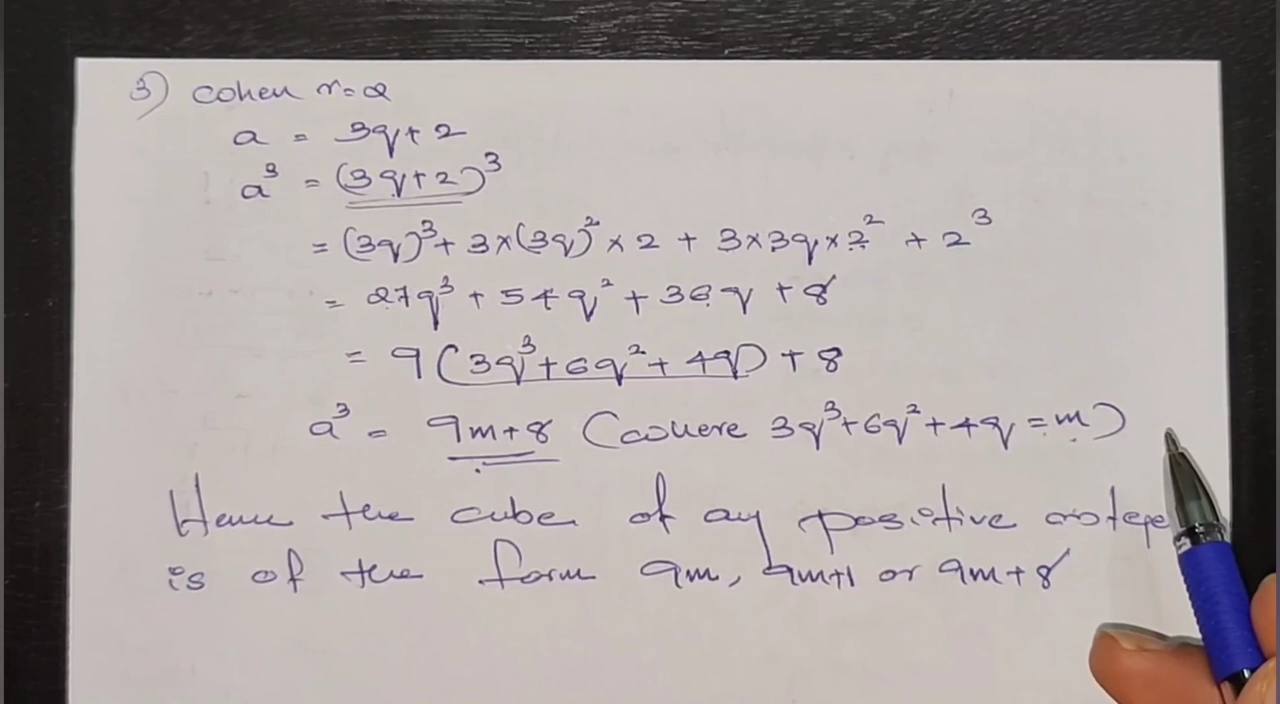 3) when r=2
a = 3q+2
a³ = (3q+2)³
= (3q)³ + 3×(3q)² × 2 + 3×3q×2² + 2³
= 27q³ + 54q² + 36q + 8
= 9(3q³+6q²+4q) + 8
a³ = 9m+8 (where 3q³+6q²+4q = m)
Hence the cube of any positive intege
is of the form 9m, 9m+1 or 9m+8